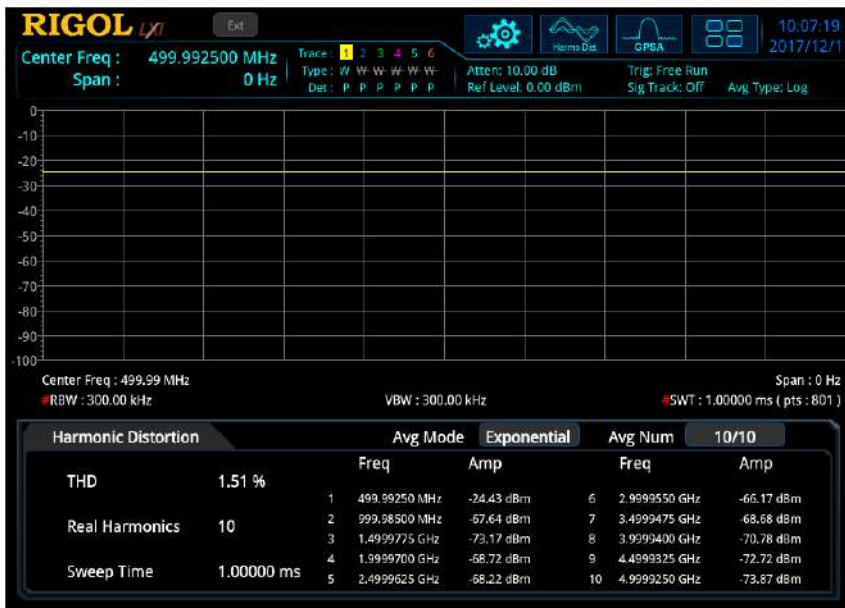 RIGOL LXI Ext 10:07:19
Harmo Det GPSA 2017/12/1
Center Freq : 499.992500 MHz Trace : 1 2 3 4 5 6
Span : 0 Hz Type : W W W W W W Atten: 10.00 dB Trig: Free Run
Det : P P P P P P Ref Level: 0.00 dBm Sig Track: Off Avg Type: Log
0
-10
-20
-30
-40
-50
-60
-70
-80
-90
-100
Center Freq : 499.99 MHz Span : 0 Hz
#RBW : 300.00 kHz VBW : 300.00 kHz #SWT : 1.00000 ms ( pts : 801 )
Harmonic Distortion Avg Mode Exponential Avg Num 10/10
Freq Amp Freq Amp
THD 1.51 %
1 499.99250 MHz -24.43 dBm 6 2.9999550 GHz -66.17 dBm
Real Harmonics 10 2 999.98500 MHz -67.64 dBm 7 3.4999475 GHz -68.68 dBm
3 1.4999775 GHz -73.17 dBm 8 3.9999400 GHz -70.78 dBm
4 1.9999700 GHz -68.72 dBm 9 4.4999325 GHz -72.72 dBm
Sweep Time 1.00000 ms 5 2.4999625 GHz -68.22 dBm 10 4.9999250 GHz -73.87 dBm